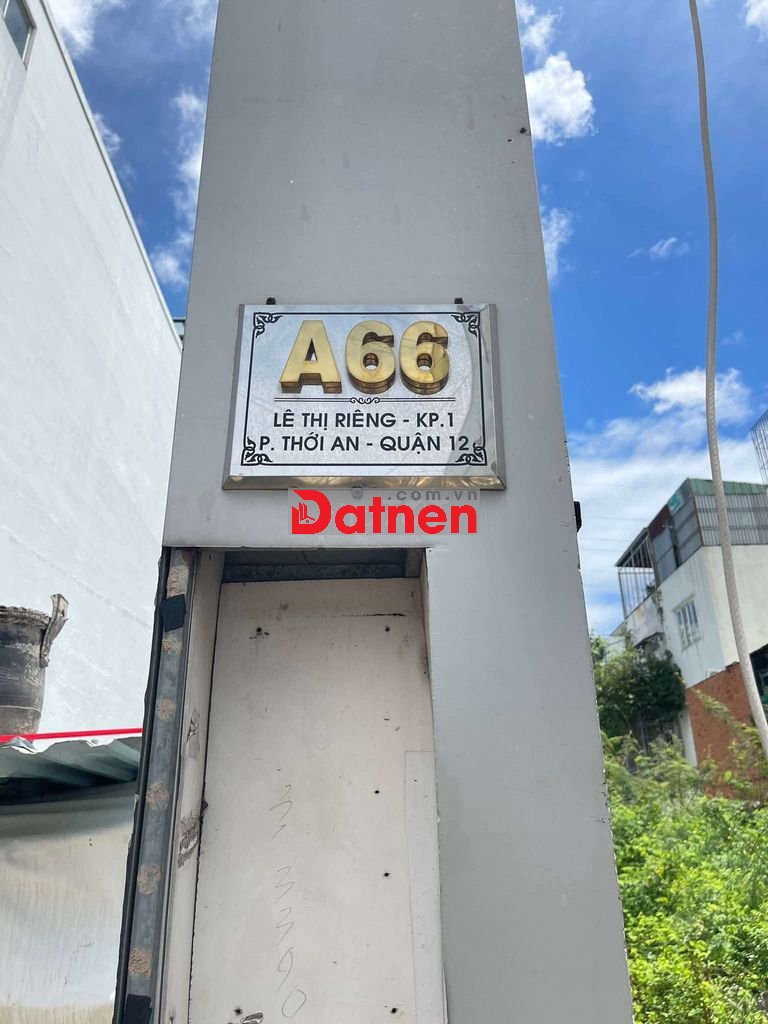 A66
LÊ THỊ RIÊNG - KP.1
P. THỚI AN - QUẬN 12
.com.vn
Datnen